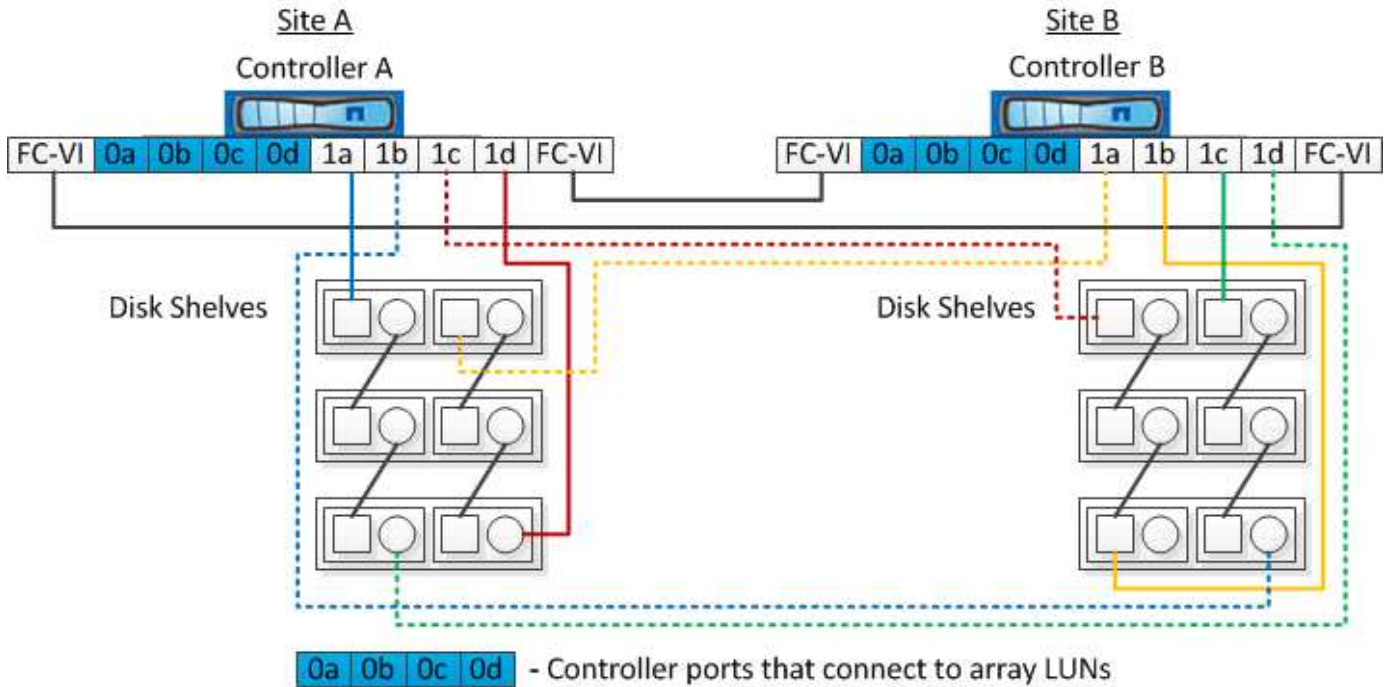 Site A Site B
Controller A Controller B
FC-VI 0a 0b 0c 0d 1a 1b 1c 1d FC-VI FC-VI 0a 0b 0c 0d 1a 1b 1c 1d FC-VI
Disk Shelves Disk Shelves
0a 0b 0c 0d - Controller ports that connect to array LUNs